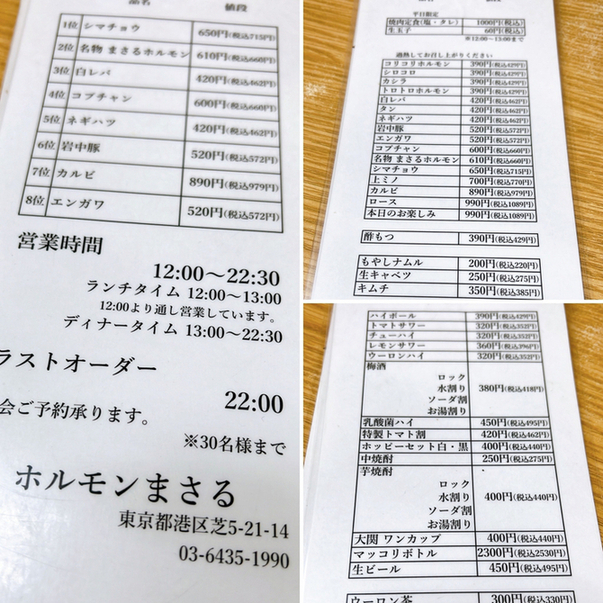 品名 値段
1位 シマチョウ 650円(税込715円)
2位 名物 まさるホルモン 610円(税込660円)
3位 白レバ 420円(税込462円)
4位 コブチャン 600円(税込660円)
5位 ネギハツ 420円(税込462円)
6位 岩中豚 520円(税込572円)
7位 カルビ 890円(税込979円)
8位 エンガワ 520円(税込572円)
営業時間
12:00〜22:30
ランチタイム 12:00〜13:00
12:00より通し営業しています。
ディナータイム 13:00〜22:30
ラストオーダー
22:00
会ご予約承ります。
※30名様まで
ホルモンまさる
東京都港区芝5-21-14
03-6435-1990
平日限定
焼肉定食(塩・タレ) 1000円(税込)
生玉子 60円(税込)
※12:00〜13:00まで
過熱してお召し上がりください
コリコリホルモン 390円(税込429円)
シロコロ 390円(税込429円)
カシラ 390円(税込429円)
トロトロホルモン 390円(税込429円)
白レバ 420円(税込462円)
タン 420円(税込462円)
ネギハツ 420円(税込462円)
岩中豚 520円(税込572円)
エンガワ 520円(税込572円)
コプチャン 600円(税込660円)
名物 まさるホルモン 610円(税込660円)
シマチョウ 650円(税込715円)
上ミノ 700円(税込770円)
カルビ 890円(税込979円)
ロース 990円(税込1089円)
本日のお楽しみ 990円(税込1089円)
酢もつ 390円(税込429円)
もやしナムル 200円(税込220円)
生キャベツ 250円(税込275円)
キムチ 350円(税込385円)
ハイボール 390円(税込429円)
トマトサワー 320円(税込352円)
チューハイ 320円(税込352円)
レモンサワー 360円(税込396円)
ウーロンハイ 320円(税込352円)
梅酒
ロック
水割り 380円(税込418円)
ソーダ割
お湯割り
乳酸菌ハイ 450円(税込495円)
特製トマト割 420円(税込462円)
ホッピーセット白・黒 400円(税込440円)
中焼酎 250円(税込275円)
芋焼酎
ロック
水割り 400円(税込440円)
ソーダ割
お湯割り
大関 ワンカップ 400円(税込440円)
マッコリボトル 2300円(税込2530円)
生ビール 450円(税込495円)
ウーロン茶 300円(税込330円)